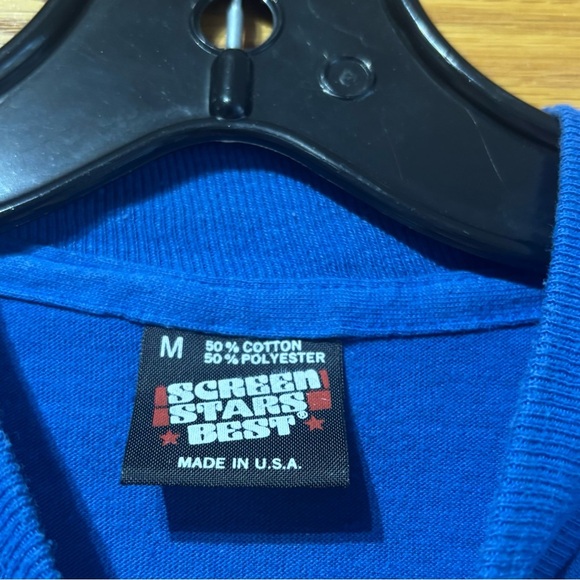 M 50% COTTON
50% POLYESTER
SCREEN
STARS
BEST®
MADE IN U.S.A.